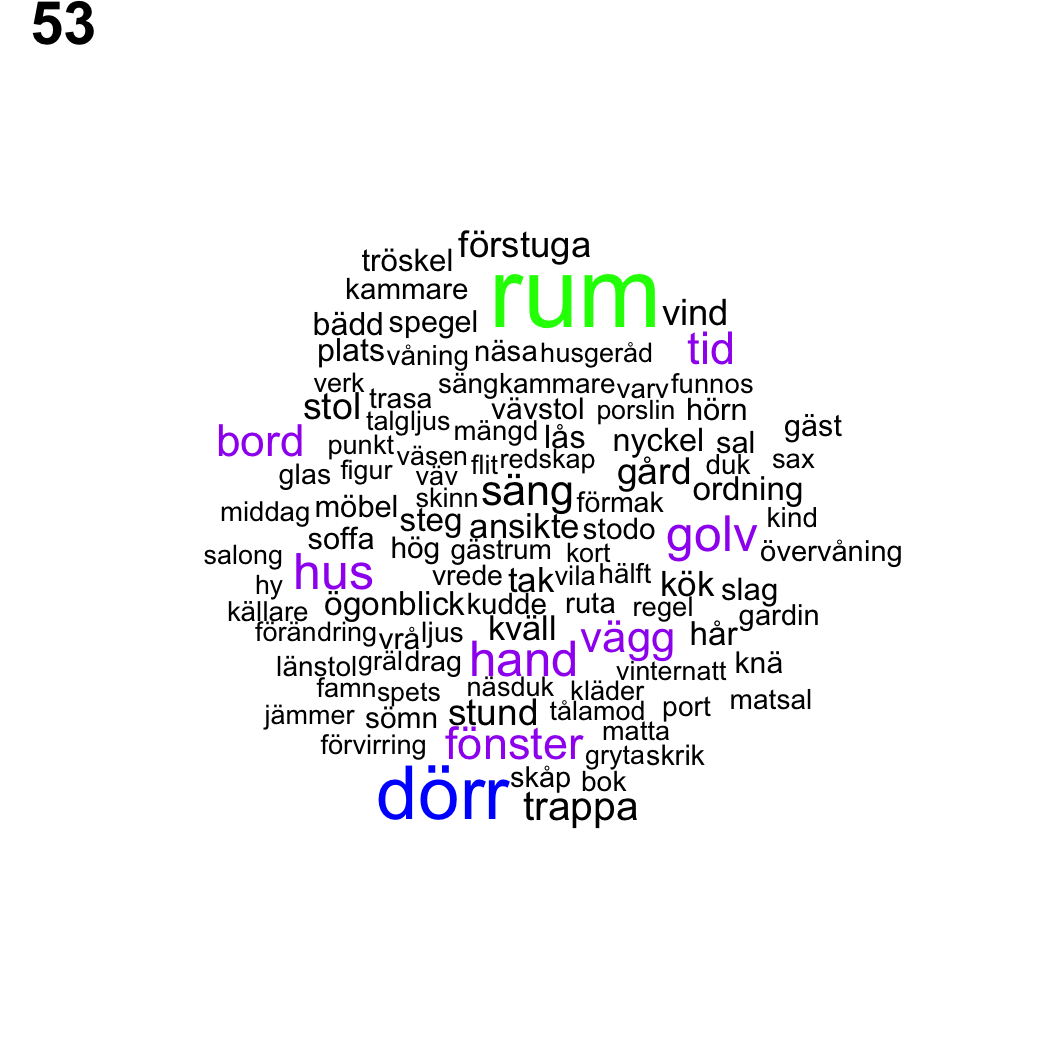 53
förstuga
tröskel
kammare rum vind
bädd spegel
plats våning näsa husgeråd tid
verk sängkammare varv funnos
stol trasa vävstol porslin hörn
talgljus mängd lås nyckel sal gäst
bord punkt väsen flit redskap gård duk sax
glas figur väv säng ordning
middag möbel skinn förmak kind
soffa steg ansikte stodo golv
salong hög gästrum kort övervåning
hy hus vrede tak vila hälft kök slag
källare ögonblick kudde ruta regel gardin
förändring vrå ljus kväll vägg hår
länstol gräl drag hand vinternatt knä
famn spets näsduk kläder matsal
jämmer sömn stund tålamod port
förvirring fönster matta
gryta skrik
dörr skåp bok
trappa